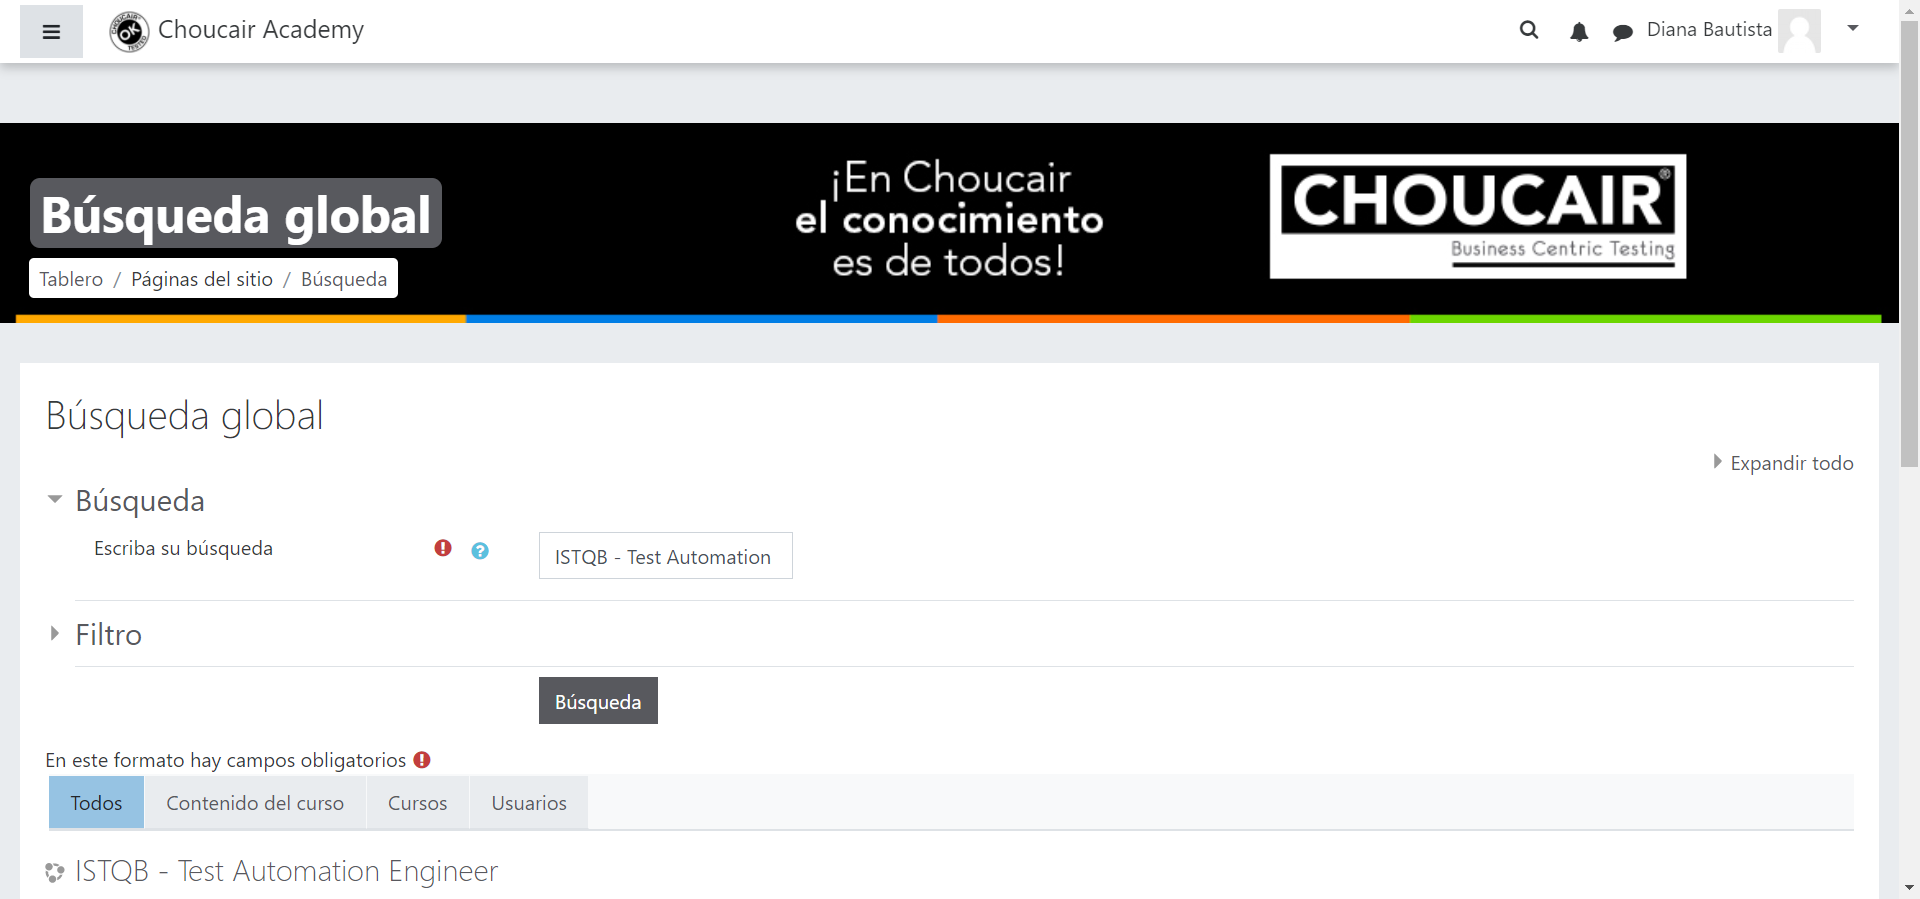 Choucair Academy
Diana Bautista
Búsqueda global
Tablero / Páginas del sitio / Búsqueda
¡En Choucair
el conocimiento
es de todos!
CHOUCAIR®
Business Centric Testing
Búsqueda global
Expandir todo
Búsqueda
Escriba su búsqueda
ISTQB - Test Automation
Filtro
Búsqueda
En este formato hay campos obligatorios
Todos
Contenido del curso
Cursos
Usuarios
ISTQB - Test Automation Engineer